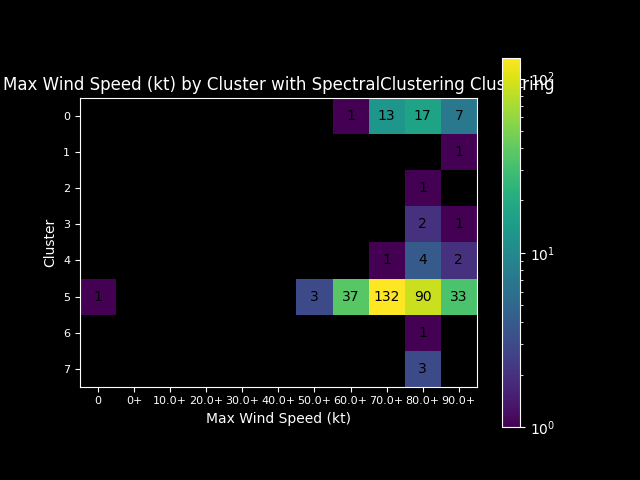 Max Wind Speed (kt) by Cluster with SpectralClustering Clustering
0 1 13 17 7
1 1
2 1
3 2 1
4 1 4 2
5 1 3 37 132 90 33
6 1
7 3
Cluster
0 0+ 10.0+ 20.0+ 30.0+ 40.0+ 50.0+ 60.0+ 70.0+ 80.0+ 90.0+
Max Wind Speed (kt)
10²
10¹
10⁰